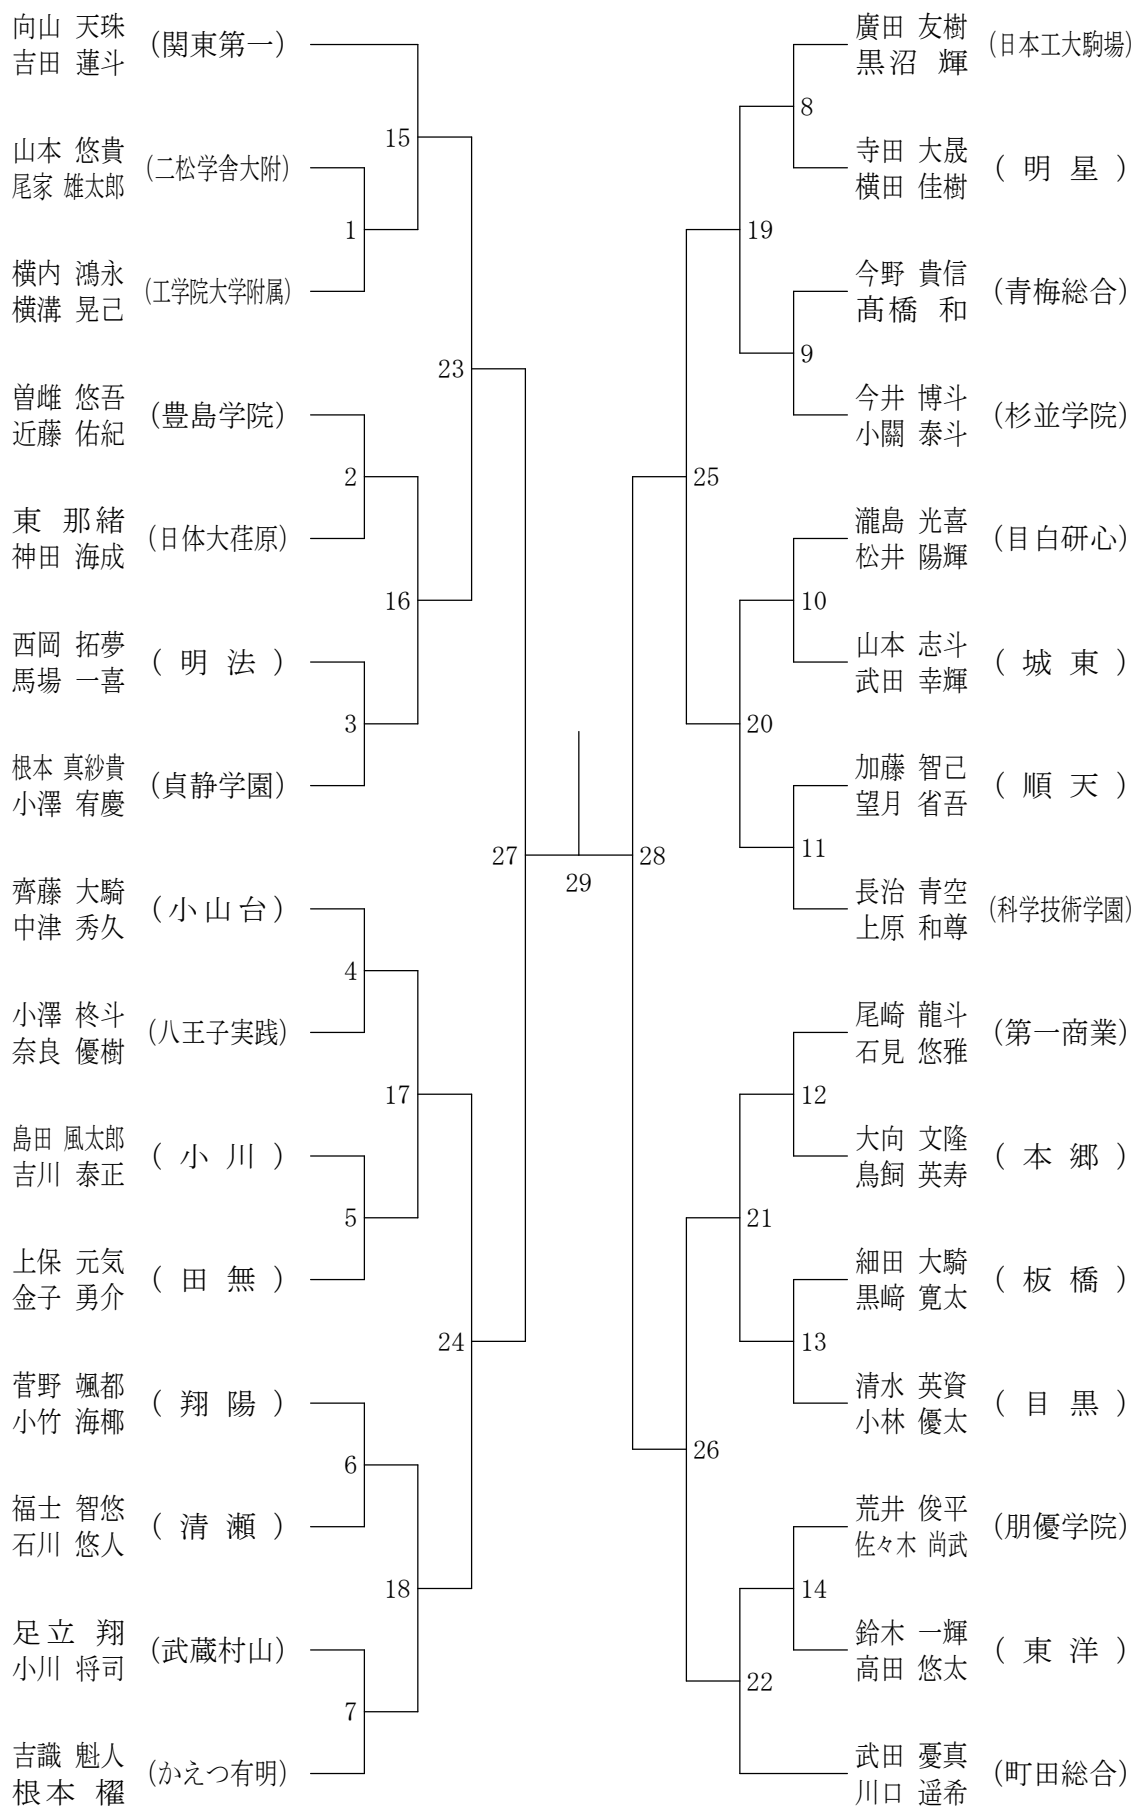 向山 天珠
吉田 蓮斗
(関東第一)
山本 悠貴
尾家 雄太郎
(二松学舎大附)
横内 鴻永
横溝 晃己
(工学院大学附属)
曽雌 悠吾
近藤 佑紀
(豊島学院)
東 那緒
神田 海成
(日体大荏原)
西岡 拓夢
馬場 一喜
( 明 法 )
根本 真紗貴
小澤 宥慶
(貞静学園)
齊藤 大騎
中津 秀久
(小山台)
小澤 柊斗
奈良 優樹
(八王子実践)
島田 風太郎
吉川 泰正
( 小 川 )
上保 元気
金子 勇介
( 田 無 )
菅野 颯都
小竹 海椰
( 翔 陽 )
福士 智悠
石川 悠人
( 清 瀬 )
足立 翔
小川 将司
(武蔵村山)
吉識 魁人
根本 櫂
(かえつ有明)
1
2
3
4
5
6
7
15
16
17
18
23
24
27
29
28
25
26
19
20
21
22
8
9
10
11
12
13
14
廣田 友樹
黒沼 輝
(日本工大駒場)
寺田 大晟
横田 佳樹
( 明 星 )
今野 貴信
髙橋 和
(青梅総合)
今井 博斗
小關 泰斗
(杉並学院)
瀧島 光喜
松井 陽輝
(目白研心)
山本 志斗
武田 幸輝
( 城 東 )
加藤 智己
望月 省吾
( 順 天 )
長治 青空
上原 和尊
(科学技術学園)
尾崎 龍斗
石見 悠雅
(第一商業)
大向 文隆
鳥飼 英寿
( 本 郷 )
細田 大騎
黒﨑 寛太
( 板 橋 )
清水 英資
小林 優太
( 目 黒 )
荒井 俊平
佐々木 尚武
(朋優学院)
鈴木 一輝
高田 悠太
( 東 洋 )
武田 憂真
川口 遥希
(町田総合)